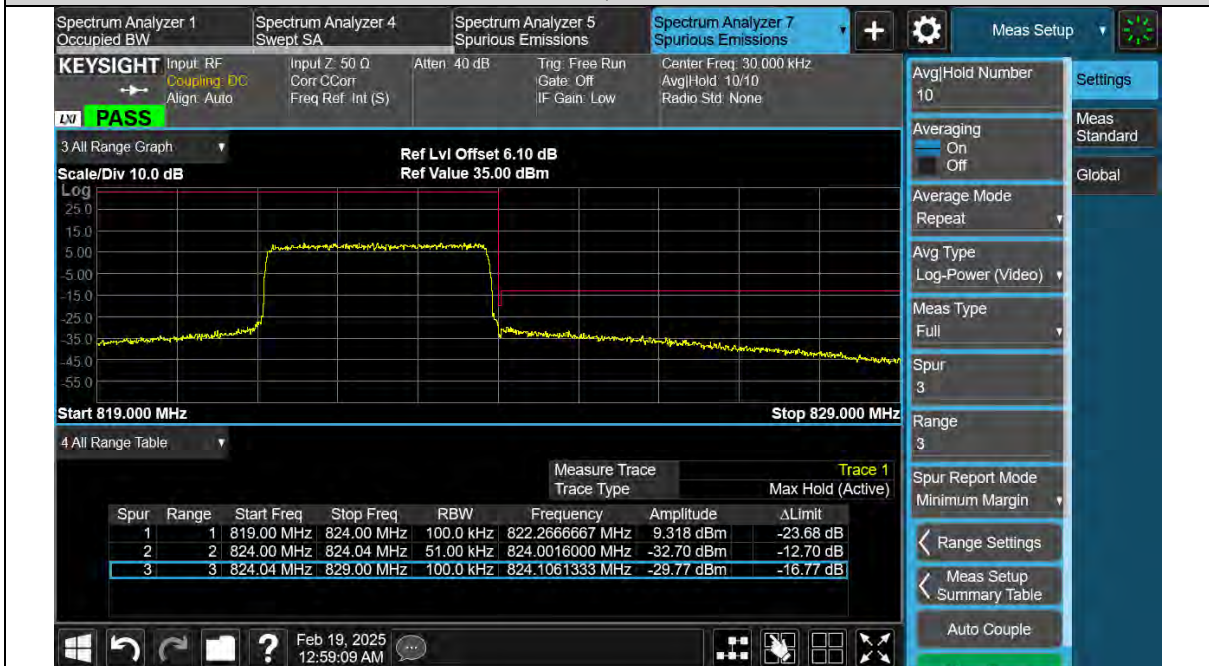 Spectrum Analyzer 1
Occupied BW
Spectrum Analyzer 4
Swept SA
Spectrum Analyzer 5
Spurious Emissions
Spectrum Analyzer 7
Spurious Emissions
Meas Setup
KEYSIGHT
Input: RF
Coupling: DC
Align: Auto
Input Z: 50 Ω
Corr CCorr
Freq Ref: Int (S)
Atten: 40 dB
Trig: Free Run
Gate: Off
IF Gain: Low
Center Freq: 30.000 kHz
Avg|Hold: 10/10
Radio Std: None
LXI PASS
3 All Range Graph
Scale/Div 10.0 dB
Ref Lvl Offset 6.10 dB
Ref Value 35.00 dBm
Log
25.0
15.0
5.00
-5.00
-15.0
-25.0
-35.0
-45.0
-55.0
Start 819.000 MHz Stop 829.000 MHz
4 All Range Table
Measure Trace Trace 1
Trace Type Max Hold (Active)
Spur Range Start Freq Stop Freq RBW Frequency Amplitude ΔLimit
1 1 819.00 MHz 824.00 MHz 100.0 kHz 822.2666667 MHz 9.318 dBm -23.68 dB
2 2 824.00 MHz 824.04 MHz 51.00 kHz 824.0016000 MHz -32.70 dBm -12.70 dB
3 3 824.04 MHz 829.00 MHz 100.0 kHz 824.1061333 MHz -29.77 dBm -16.77 dB
Feb 19, 2025
12:59:09 AM
Avg|Hold Number
10
Averaging
On
Off
Average Mode
Repeat
Avg Type
Log-Power (Video)
Meas Type
Full
Spur
3
Range
3
Spur Report Mode
Minimum Margin
Range Settings
Meas Setup
Summary Table
Auto Couple
Settings
Meas
Standard
Global